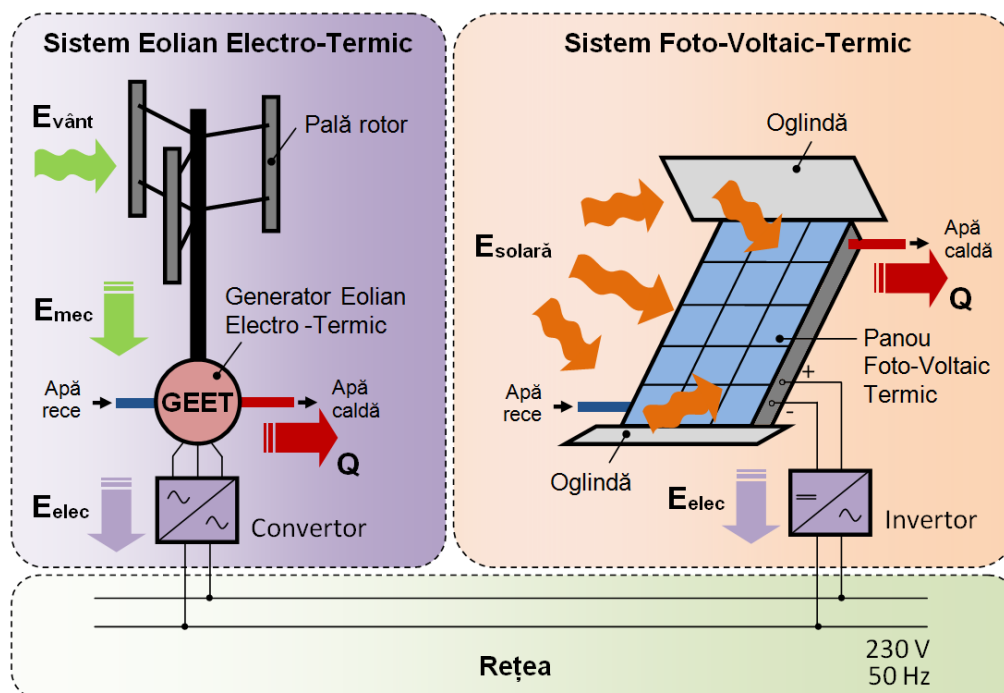 Sistem Eolian Electro-Termic
Evânt
Pală rotor
Emec
Generator Eolian
Electro -Termic
Apă
rece
GEET
Apă
caldă
Q
Eelec
Convertor
Sistem Foto-Voltaic-Termic
Oglindă
Esolară
Apă
caldă
Q
Panou
Foto-Voltaic
Termic
Apă
rece
+
-
Oglindă
Eelec
Invertor
230 V
50 Hz
Rețea